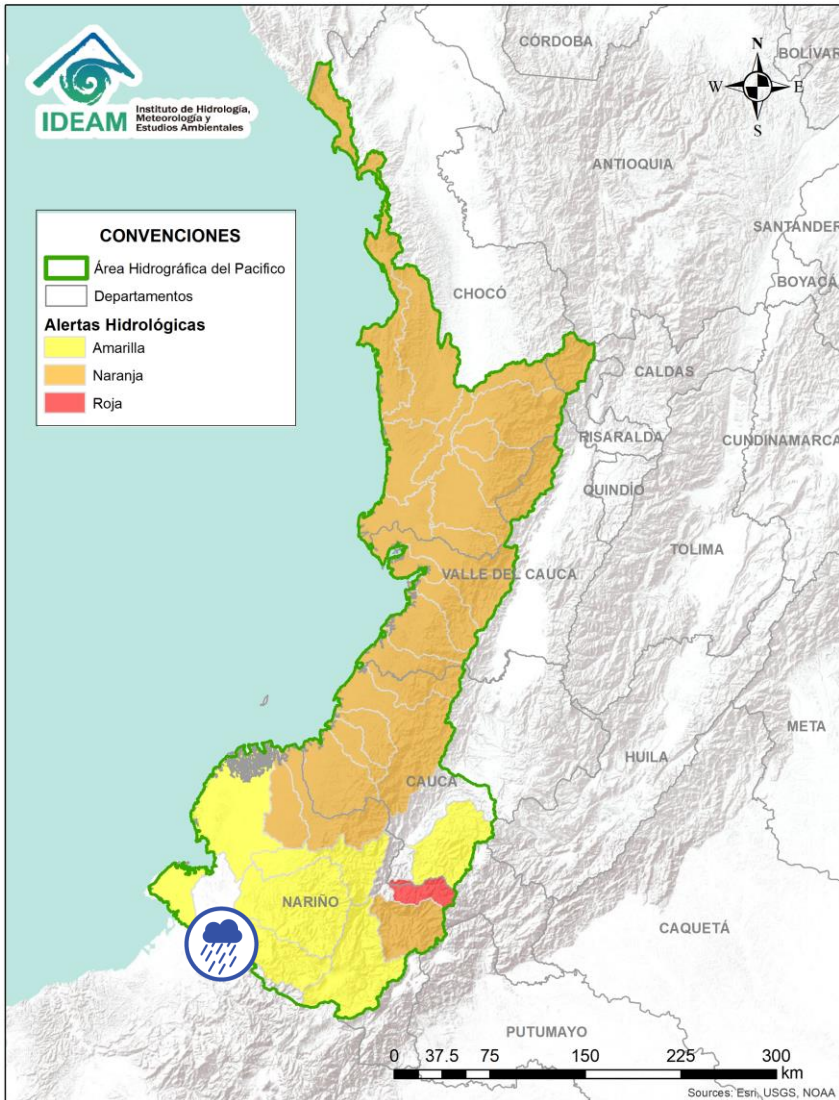 IDEAM
Instituto de Hidrología,
Meteorología y
Estudios Ambientales
CONVENCIONES
Área Hidrográfica del Pacifico
Departamentos
Alertas Hidrológicas
Amarilla
Naranja
Roja
N
W
E
S
CÓRDOBA
BOLÍVAR
ANTIOQUIA
SANTANDER
BOYACÁ
CHOCÓ
CALDAS
RISARALDA
CUNDINAMARCA
QUINDÍO
TOLIMA
VALLE DEL CAUCA
META
HUILA
CAUCA
NARIÑO
CAQUETÁ
PUTUMAYO
0 37.5 75 150 225 300
km
Sources: Esri, USGS, NOAA